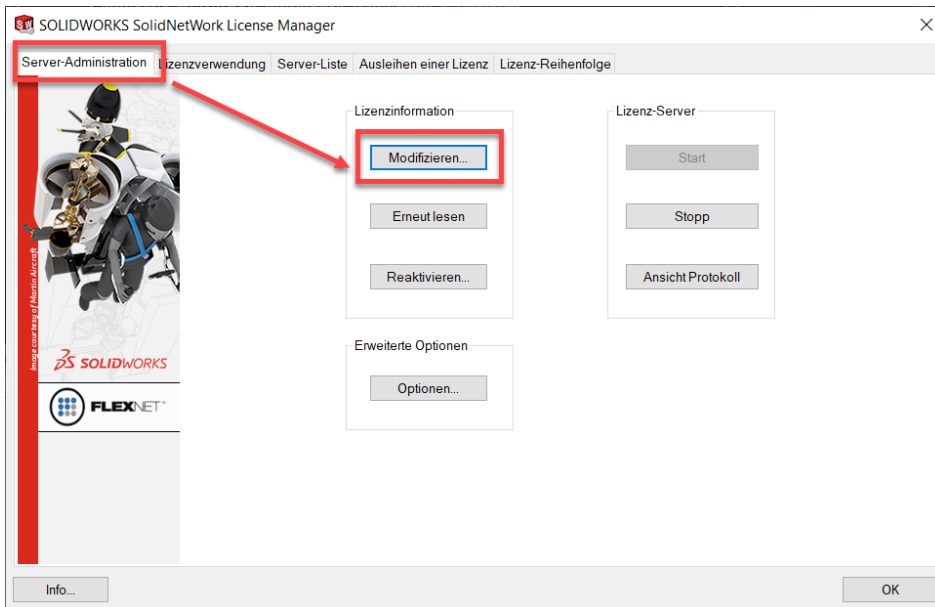 SOLIDWORKS SolidNetWork License Manager
Server-Administration Lizenzverwendung Server-Liste Ausleihen einer Lizenz Lizenz-Reihenfolge
Lizenzinformation
Modifizieren...
Erneut lesen
Reaktivieren...
Lizenz-Server
Start
Stopp
Ansicht Protokoll
Erweiterte Optionen
Optionen...
Image courtesy of Martin Aircraft
SOLIDWORKS
FLEXNET
Info...
OK